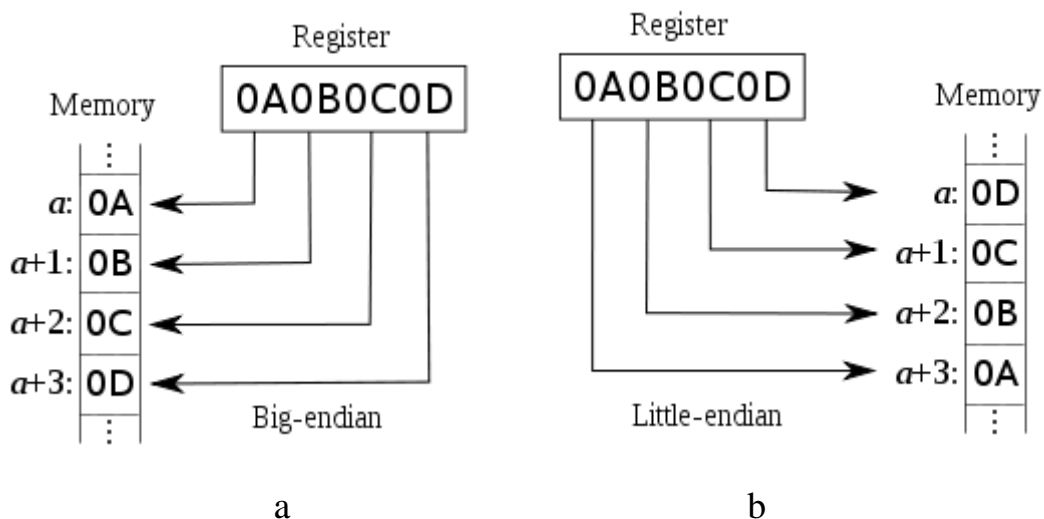 Register
0A0B0C0D
Memory
⋮
a: 0A
a+1: 0B
a+2: 0C
a+3: 0D
⋮
Big-endian
a
Register
0A0B0C0D
Memory
⋮
a: 0D
a+1: 0C
a+2: 0B
a+3: 0A
⋮
Little-endian
b